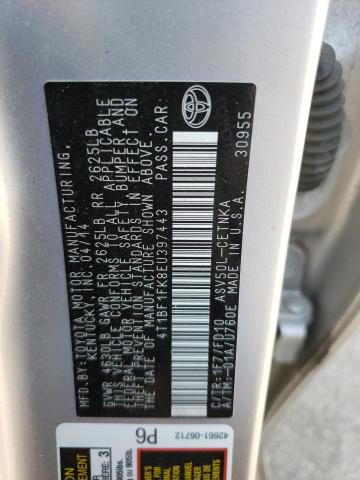 MFD.BY:TOYOTA MOTOR MANUFACTURING,
KENTUCKY, INC. 04/14
GVWR 4630LB GAWR FR 2625LB RR 2625LB
THIS VEHICLE CONFORMS TO ALL APPLICABLE
FEDERAL MOTOR VEHICLE SAFETY, BUMPER, AND
THEFT PREVENTION STANDARDS IN EFFECT ON
THE DATE OF MANUFACTURE SHOWN ABOVE.
4T1BF1FK8EU397443 PASS.CAR
C/TR: 1F7/FD10 ASV50L-CETNKA
A/TM:-01A/U760E MADE IN U.S.A.
30955
P6
42661-06712
3